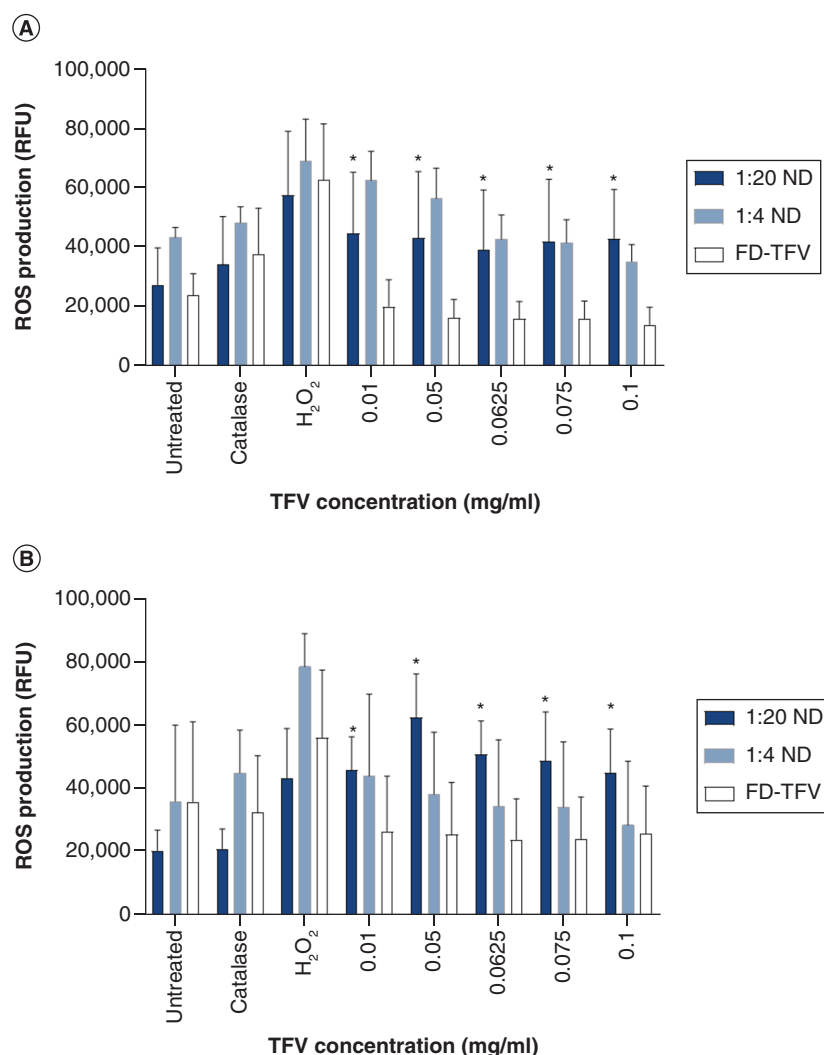 A
100,000
80,000
60,000
40,000
20,000
0
ROS production (RFU)
* * * * *
Untreated
Catalase
H₂O₂
0.01
0.05
0.0625
0.075
0.1
TFV concentration (mg/ml)
1:20 ND
1:4 ND
FD-TFV
B
100,000
80,000
60,000
40,000
20,000
0
ROS production (RFU)
* * * * *
Untreated
Catalase
H₂O₂
0.01
0.05
0.0625
0.075
0.1
TFV concentration (mg/ml)
1:20 ND
1:4 ND
FD-TFV